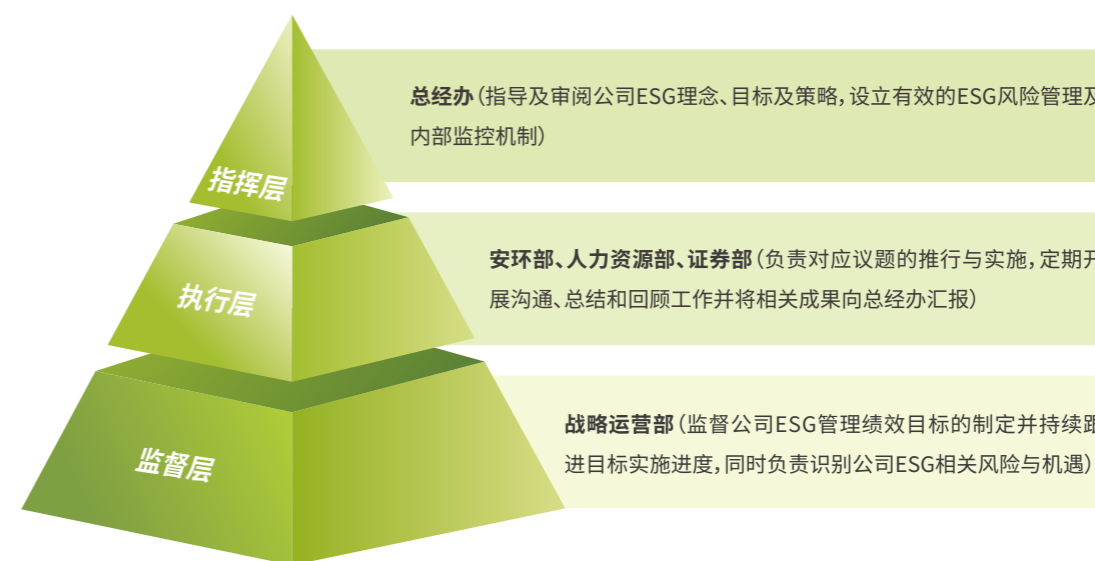 指挥层
总经办（指导及审阅公司ESG理念、目标及策略，设立有效的ESG风险管理及
内部监控机制）
执行层
安环部、人力资源部、证券部（负责对应议题的推行与实施，定期开
展沟通、总结和回顾工作并将相关成果向总经办汇报）
监督层
战略运营部（监督公司ESG管理绩效目标的制定并持续跟
进目标实施进度，同时负责识别公司ESG相关风险与机遇）